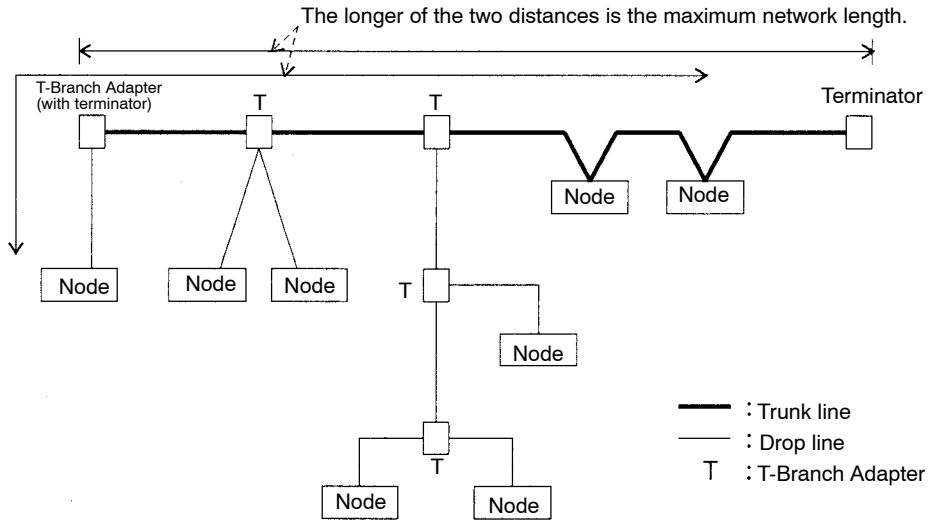 The longer of the two distances is the maximum network length.
T-Branch Adapter
(with terminator)
T
T
Terminator
Node
Node
Node
Node
Node
T
Node
T
Node
Node
: Trunk line
: Drop line
T : T-Branch Adapter